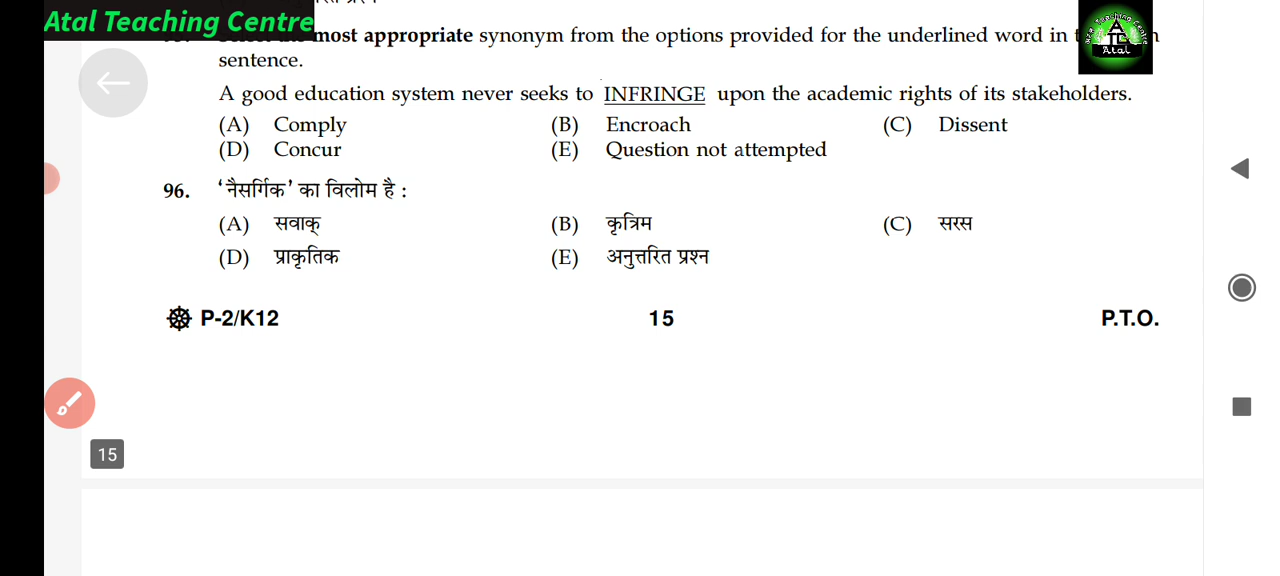 Atal Teaching Centre
most appropriate synonym from the options provided for the underlined word in
sentence.
A good education system never seeks to INFRINGE upon the academic rights of its stakeholders.
(A) Comply (B) Encroach (C) Dissent
(D) Concur (E) Question not attempted
96. 'नैसर्गिक' का विलोम है :
(A) सवाक् (B) कृत्रिम (C) सरस
(D) प्राकृतिक (E) अनुत्तरित प्रश्न
P-2/K12 15 P.T.O.
15
Atal